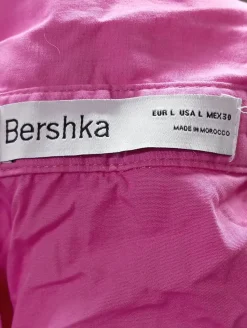 Bershka
EUR L USA L MEX 30
MADE IN MOROCCO